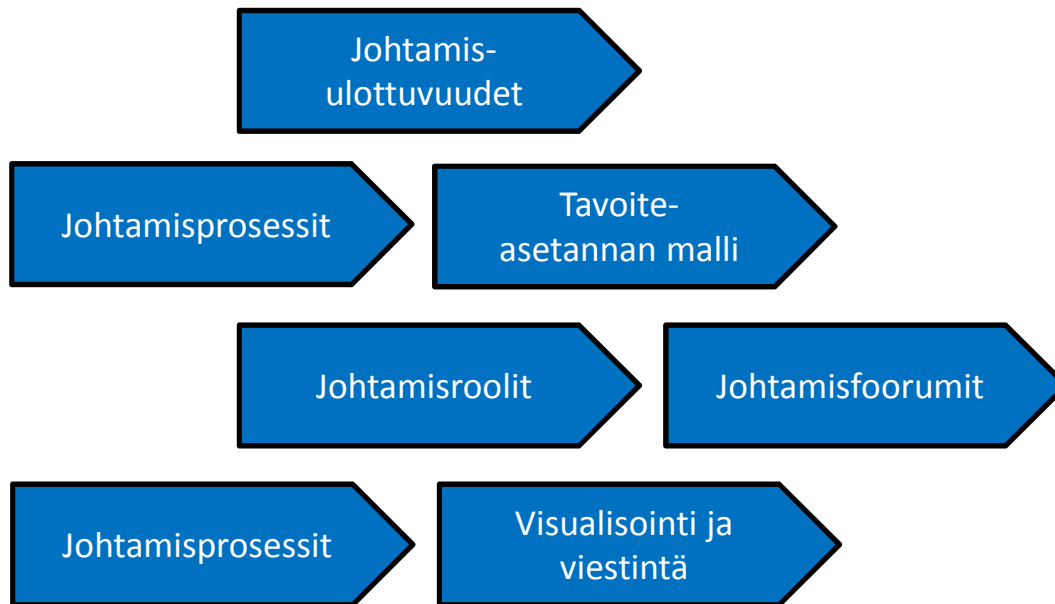 Johtamis-
ulottuvuudet
Johtamisprosessit
Tavoite-
asetannan malli
Johtamisroolit
Johtamisfoorumit
Johtamisprosessit
Visualisointi ja
viestintä